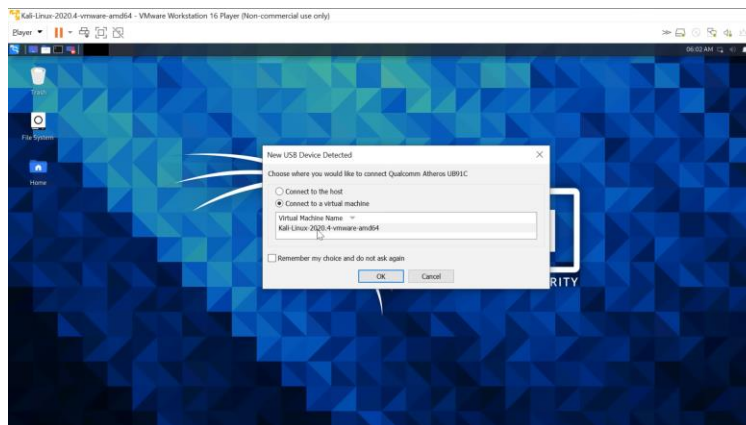 Kali-Linux-2020.4-vmware-amd64 - VMware Workstation 16 Player (Non-commercial use only)
Player
06:02 AM
Trash
File System
Home
New USB Device Detected
Choose where you would like to connect Qualcomm Atheros UB91C
Connect to the host
Connect to a virtual machine
Virtual Machine Name
Kali-Linux-2020.4-vmware-amd64
Remember my choice and do not ask again
OK Cancel
RITY